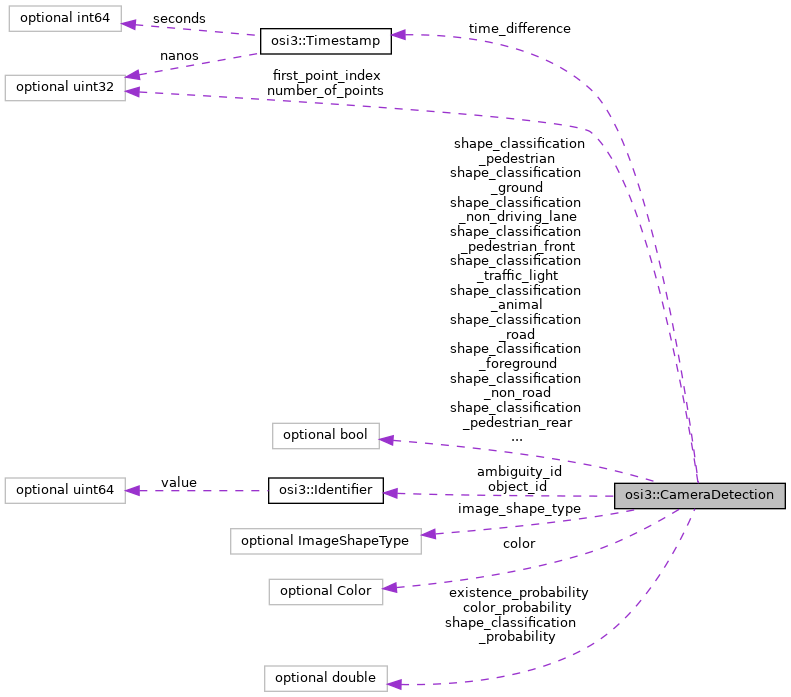 optional int64
seconds
time_difference
osi3::Timestamp
nanos
optional uint32
first_point_index
number_of_points
shape_classification
_pedestrian
shape_classification
_ground
shape_classification
_non_driving_lane
shape_classification
_pedestrian_front
shape_classification
_traffic_light
shape_classification
_animal
shape_classification
_road
shape_classification
_foreground
shape_classification
_non_road
shape_classification
_pedestrian_rear
...
optional bool
ambiguity_id
object_id
optional uint64
value
osi3::Identifier
osi3::CameraDetection
image_shape_type
optional ImageShapeType
color
optional Color
existence_probability
color_probability
shape_classification
_probability
optional double